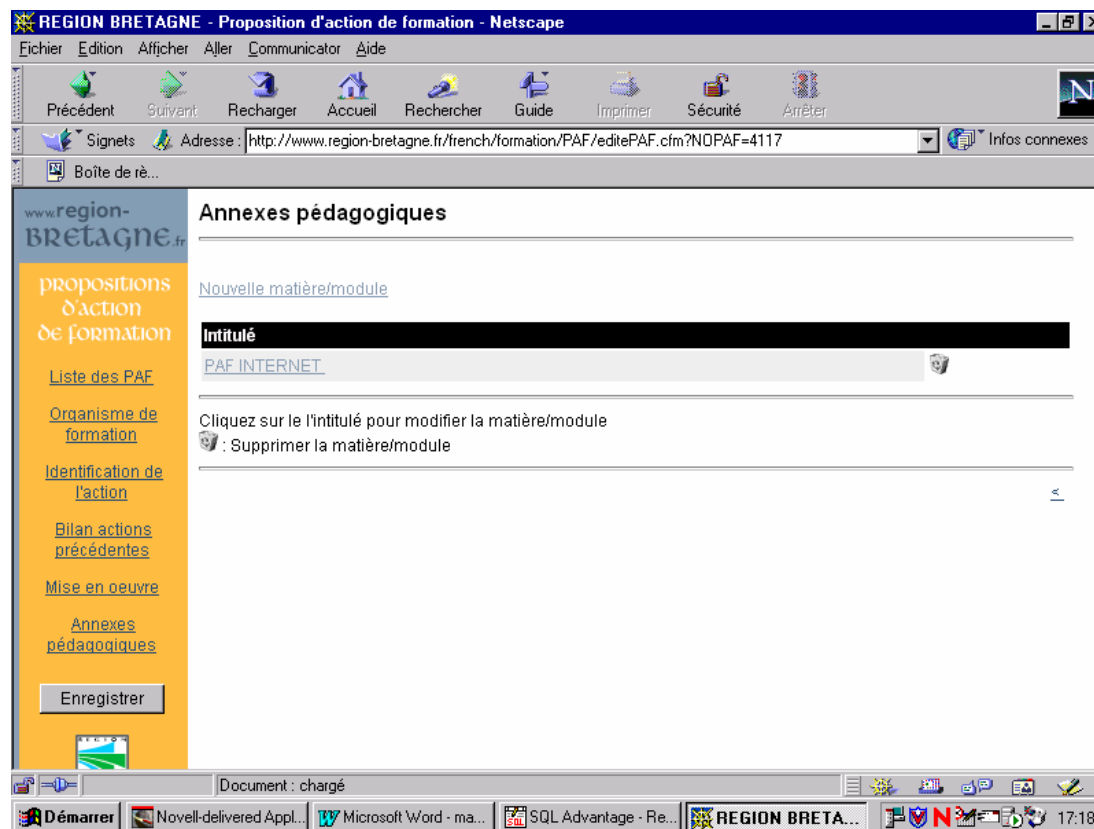 REGION BRETAGNE - Proposition d'action de formation - Netscape
Fichier Edition Afficher Aller Communicator Aide
Précédent Suivant Recharger Accueil Rechercher Guide Imprimer Sécurité Arrêter
N
Signets Adresse : http://www.region-bretagne.fr/french/formation/PAF/editePAF.cfm?NOPAF=4117 Infos connexes
Boîte de rè...
www.region-
BRETAGNE.fr
propositions
d'action
de formation
Liste des PAF
Organisme de
formation
Identification de
l'action
Bilan actions
précédentes
Mise en oeuvre
Annexes
pédagogiques
Enregistrer
REGION
Annexes pédagogiques
Nouvelle matière/module
Intitulé
PAF INTERNET
Cliquez sur le l'intitulé pour modifier la matière/module
: Supprimer la matière/module
<
Document : chargé
Démarrer Novell-delivered Appl... Microsoft Word - ma... SQL Advantage - Re... REGION BRETA... 17:18